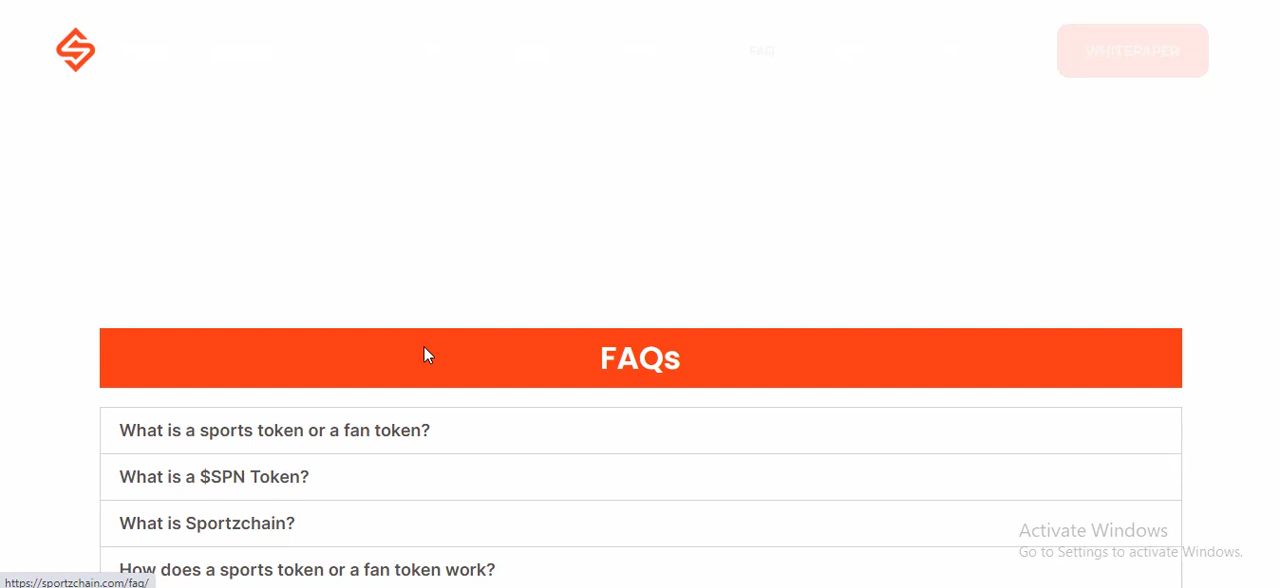 FAQ
WHITEPAPER
FAQs
What is a sports token or a fan token?
What is a $SPN Token?
What is Sportzchain?
How does a sports token or a fan token work?
Activate Windows
Go to Settings to activate Windows.
https://sportzchain.com/faq/